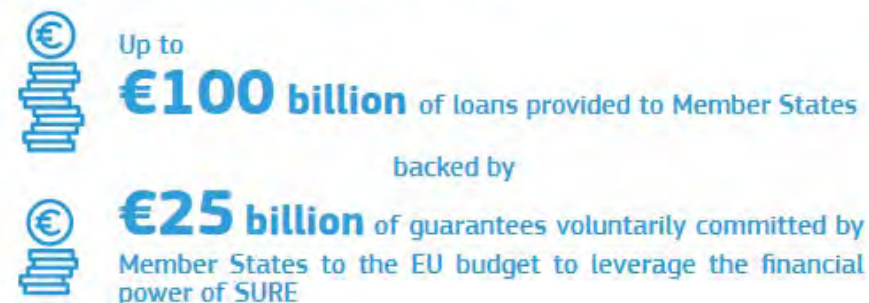 Up to
€100 billion of loans provided to Member States
backed by
€25 billion of guarantees voluntarily committed by
Member States to the EU budget to leverage the financial
power of SURE